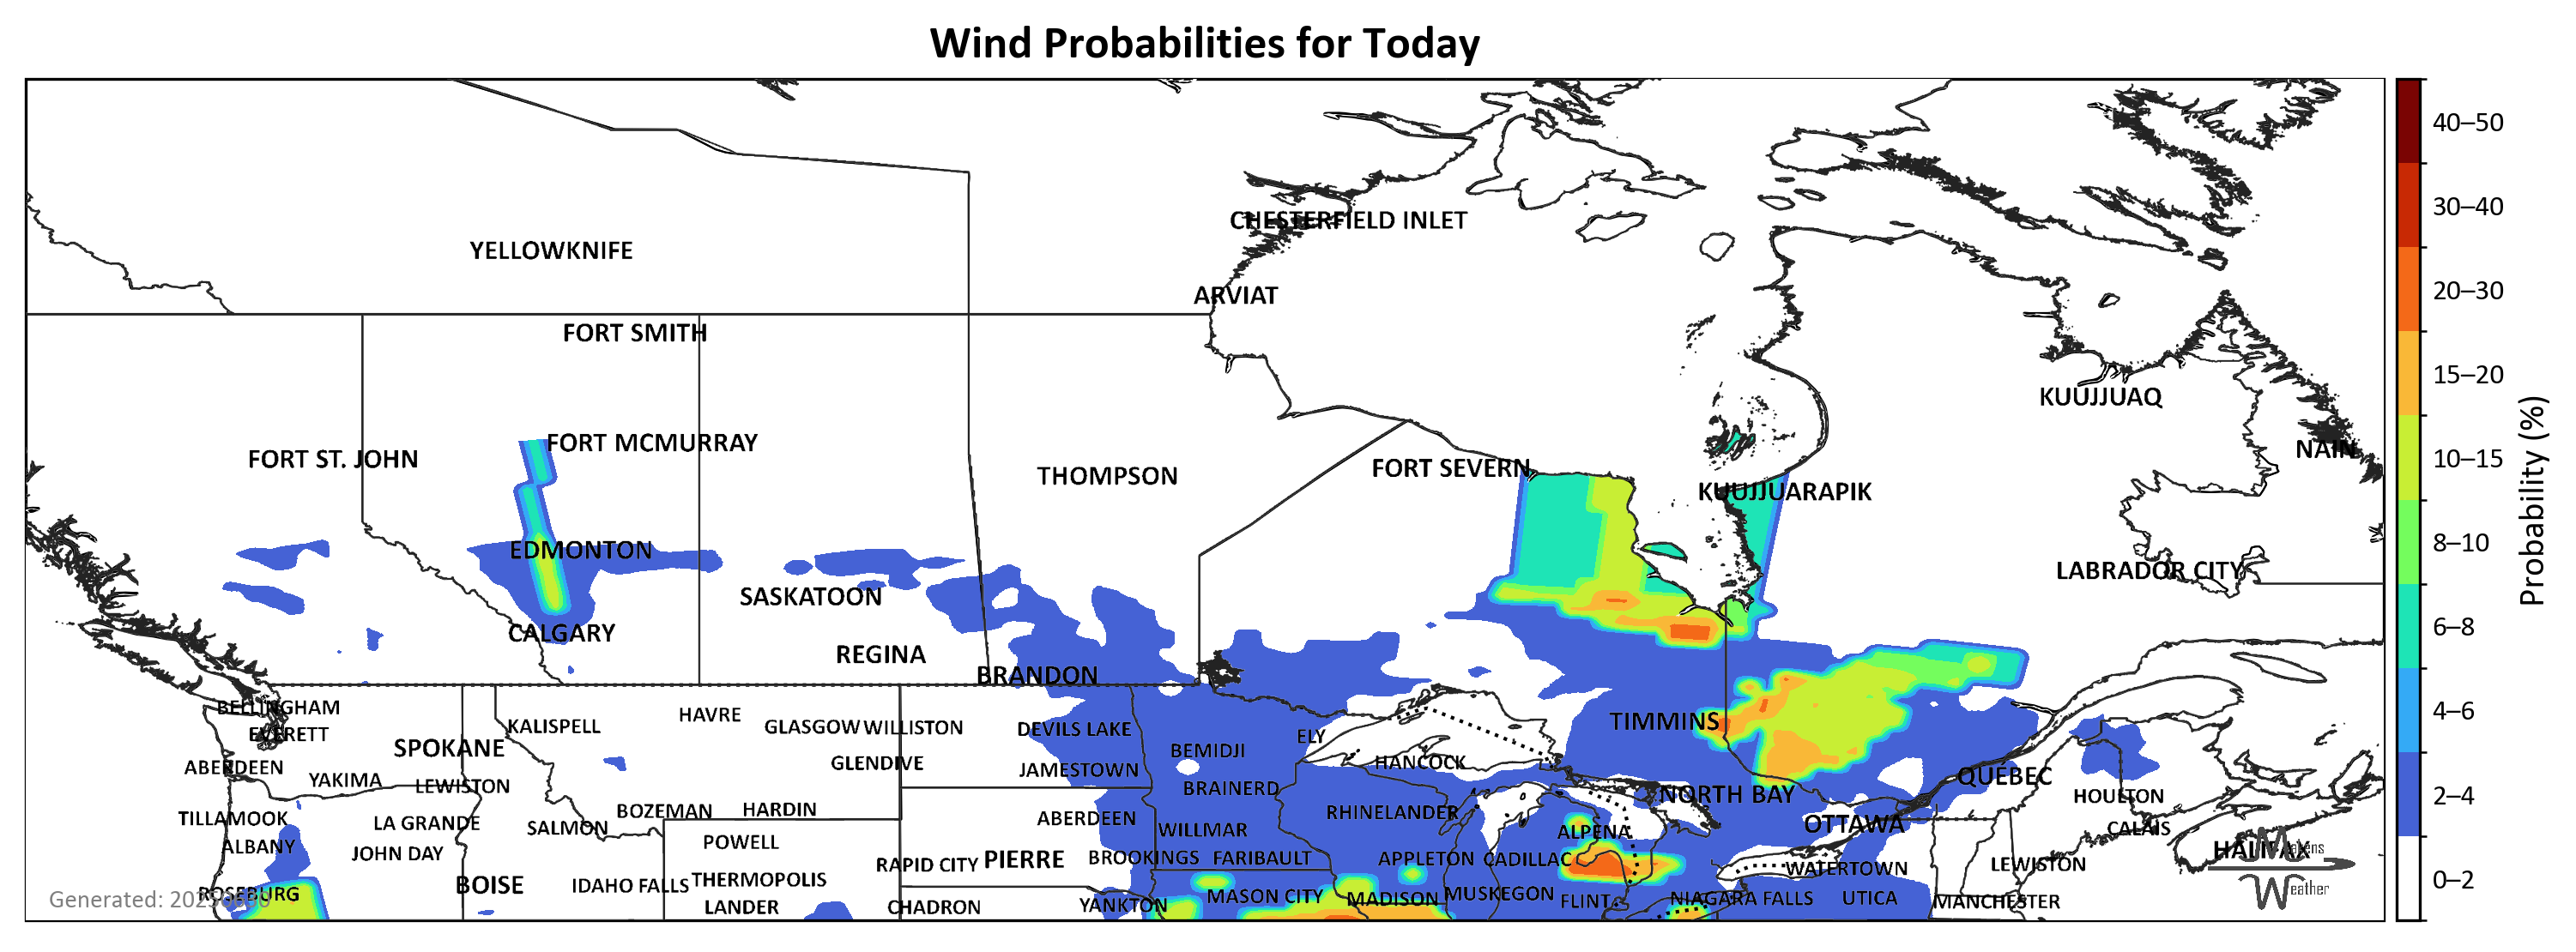 Wind Probabilities for Today
CHESTERFIELD INLET
YELLOWKNIFE
ARVIAT
FORT SMITH
KUUJJUAQ
FORT MCMURRAY
NAIN
FORT ST. JOHN
FORT SEVERN
THOMPSON
KUUJJUARAPIK
EDMONTON
LABRADOR CITY
SASKATOON
CALGARY
REGINA
BRANDON
BELLINGHAM
HAVRE
KALISPELL
GLASGOW
WILLISTON
DEVILS LAKE
TIMMINS
EVERETT
ELY
SPOKANE
BEMIDJI
ABERDEEN
GLENDIVE
JAMESTOWN
HANCOCK
QUÉBEC
YAKIMA
LEWISTON
BRAINERD
NORTH BAY
HOULTON
TILLAMOOK
LA GRANDE
SALMON
BOZEMAN
HARDIN
ABERDEEN
WILLMAR
RHINELANDER
ALPENA
OTTAWA
CALAIS
ALBANY
JOHN DAY
POWELL
RAPID CITY
PIERRE
BROOKINGS
FARIBAULT
APPLETON
CADILLAC
WATERTOWN
LEWISTON
HALIFAX
ROSEBURG
BOISE
IDAHO FALLS
THERMOPOLIS
LANDER
CHADRON
YANKTON
MASON CITY
MADISON
MUSKEGON
FLINT
NIAGARA FALLS
UTICA
MANCHESTER
Generated:
eather
40–50
30–40
20–30
15–20
10–15
8–10
6–8
4–6
2–4
0–2
Probability (%)